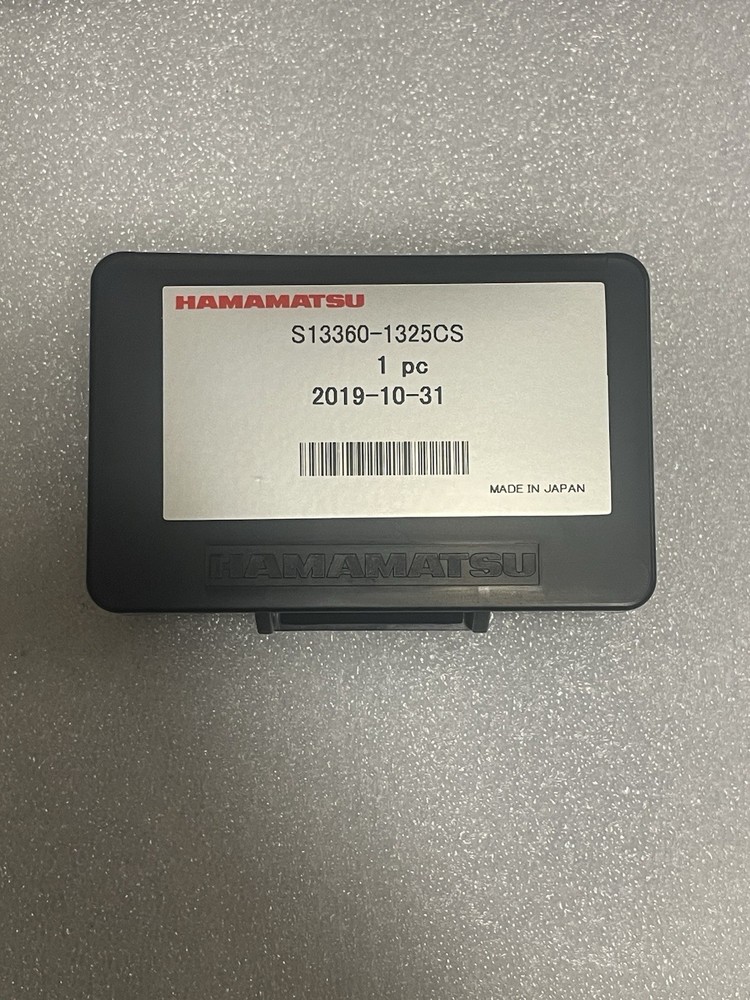 HAMAMATSU
S13360-1325CS
1 pc
2019-10-31
MADE IN JAPAN
HAMAMATSU